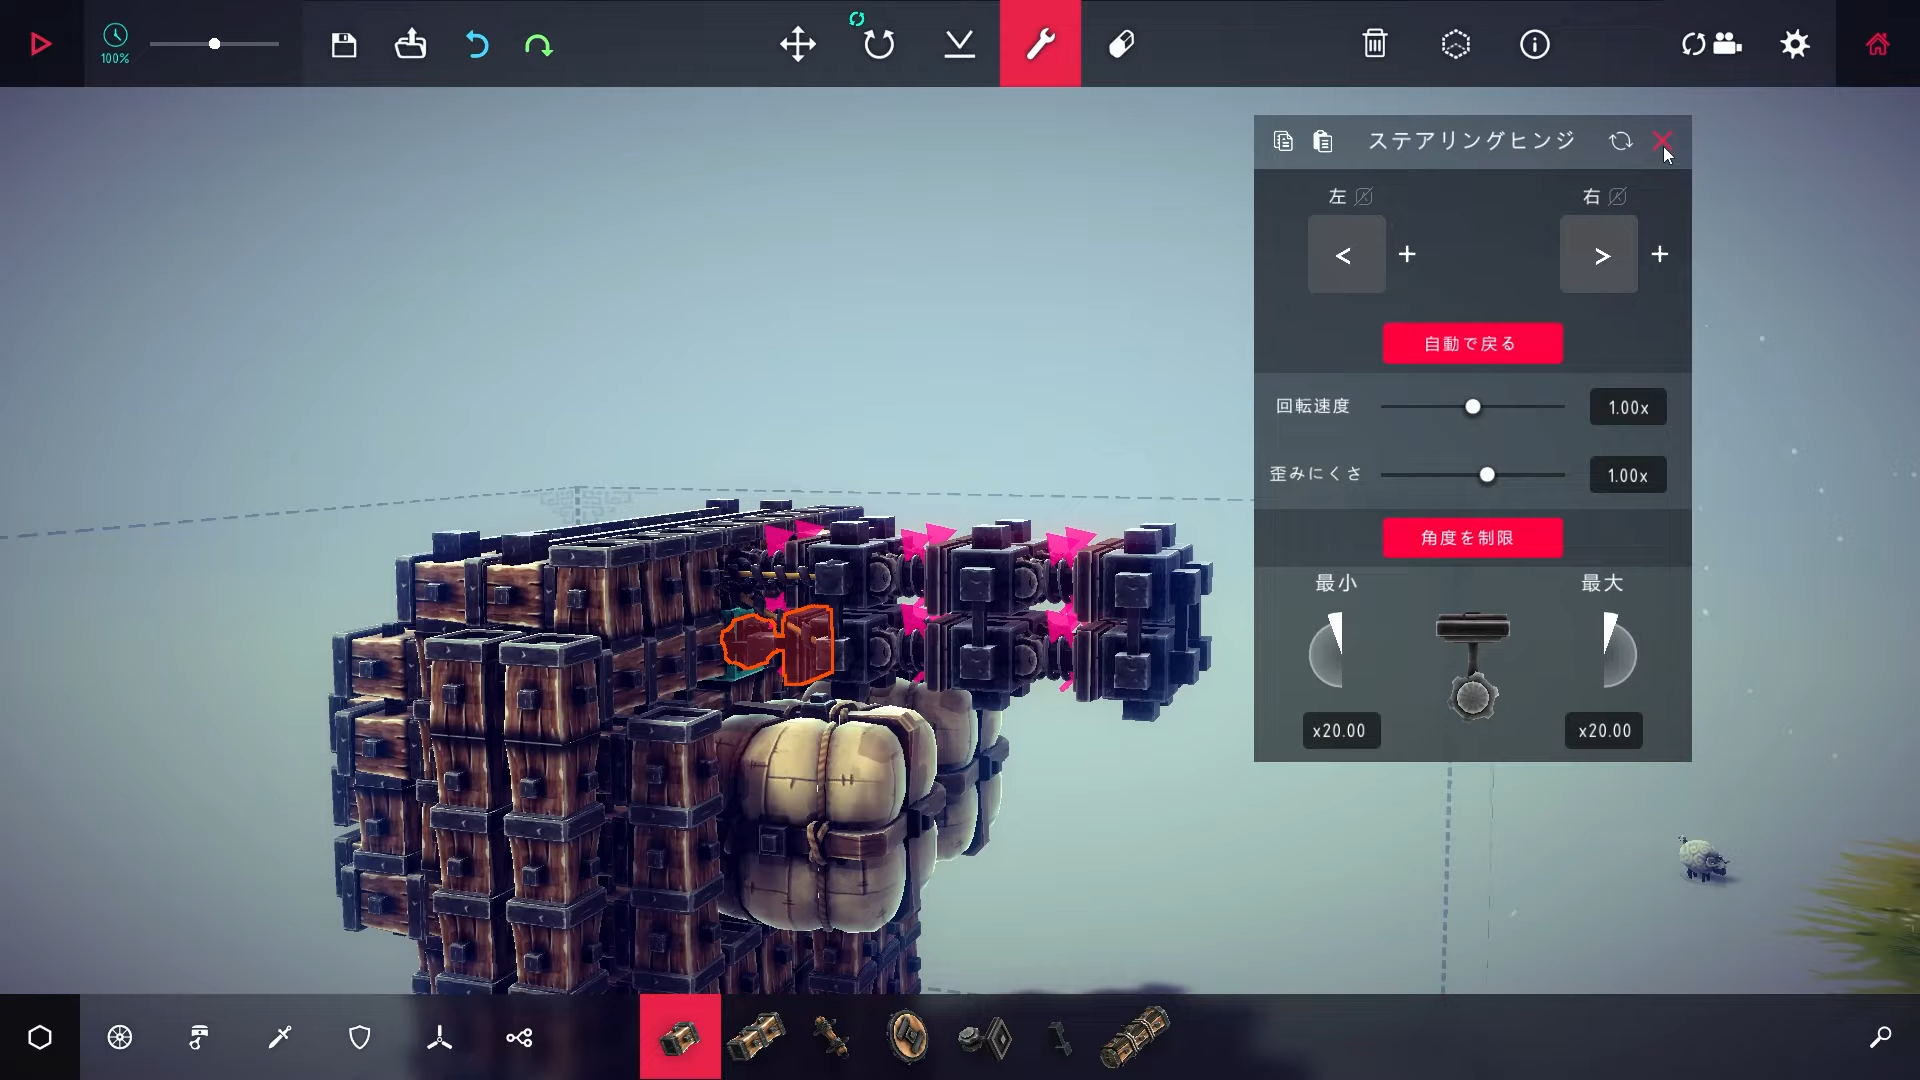 100%
ステアリングヒンジ
左
右
<
+
>
+
自動で戻る
回転速度
1.00x
歪みにくさ
1.00x
角度を制限
最小
最大
x20.00
x20.00